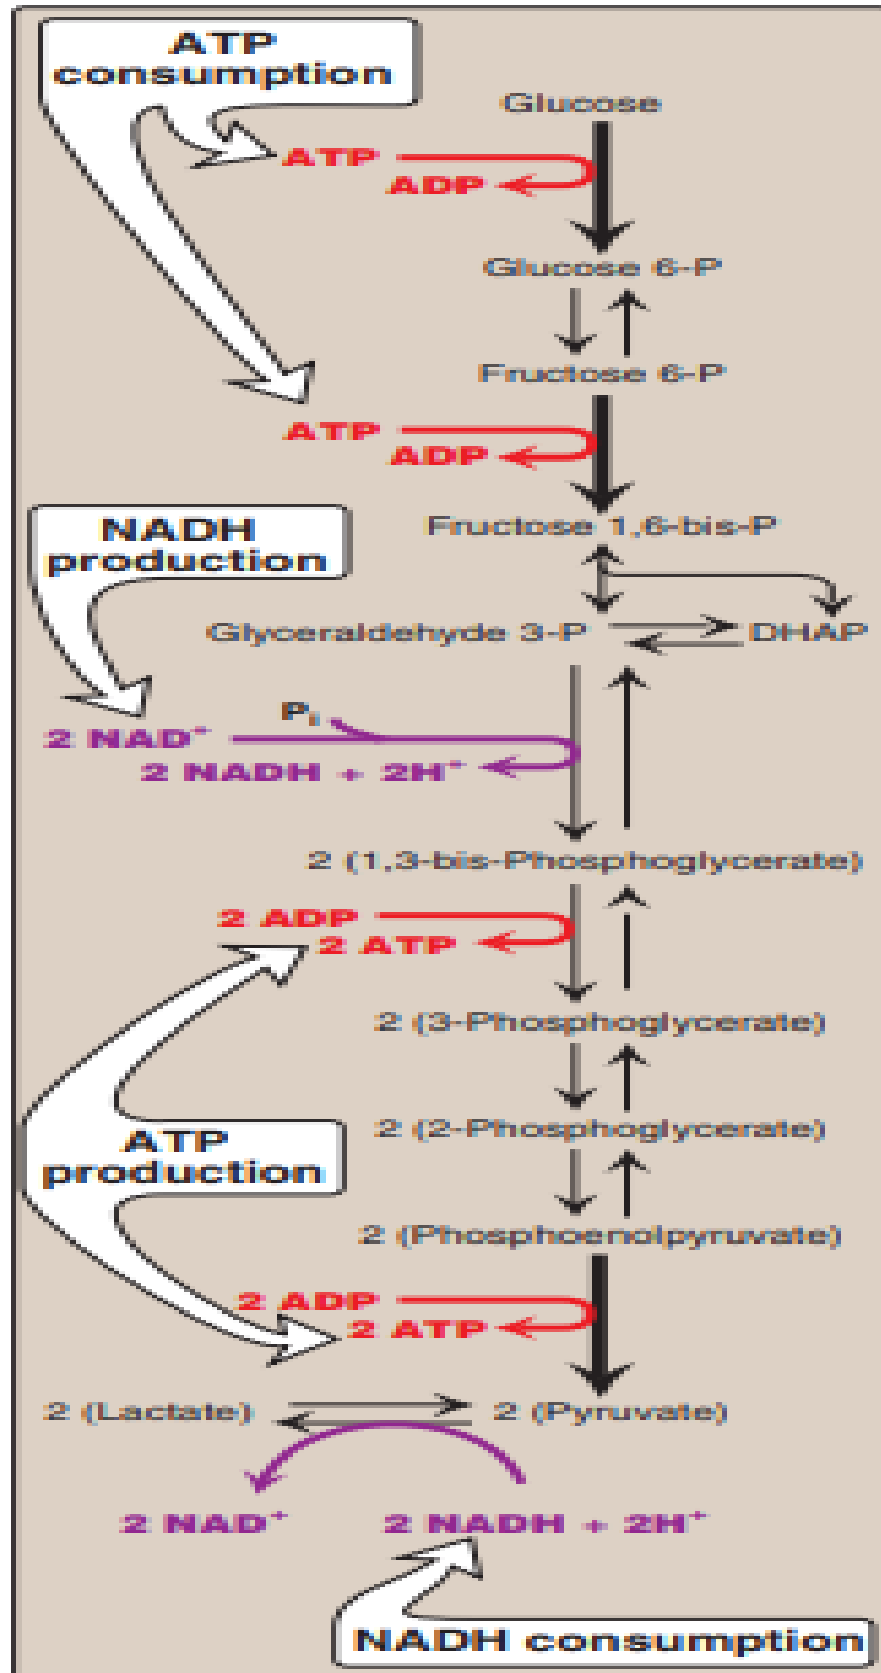 ATP
consumption
Glucose
ATP
ADP
Glucose 6-P
Fructose 6-P
ATP
ADP
NADH
production
Fructose 1,6-bis-P
Glyceraldehyde 3-P
DHAP
Pi
2 NAD⁺
2 NADH + 2H⁺
2 (1,3-bis-Phosphoglycerate)
2 ADP
2 ATP
2 (3-Phosphoglycerate)
ATP
production
2 (2-Phosphoglycerate)
2 (Phosphoenolpyruvate)
2 ADP
2 ATP
2 (Lactate)
2 (Pyruvate)
2 NAD⁺
2 NADH + 2H⁺
NADH consumption